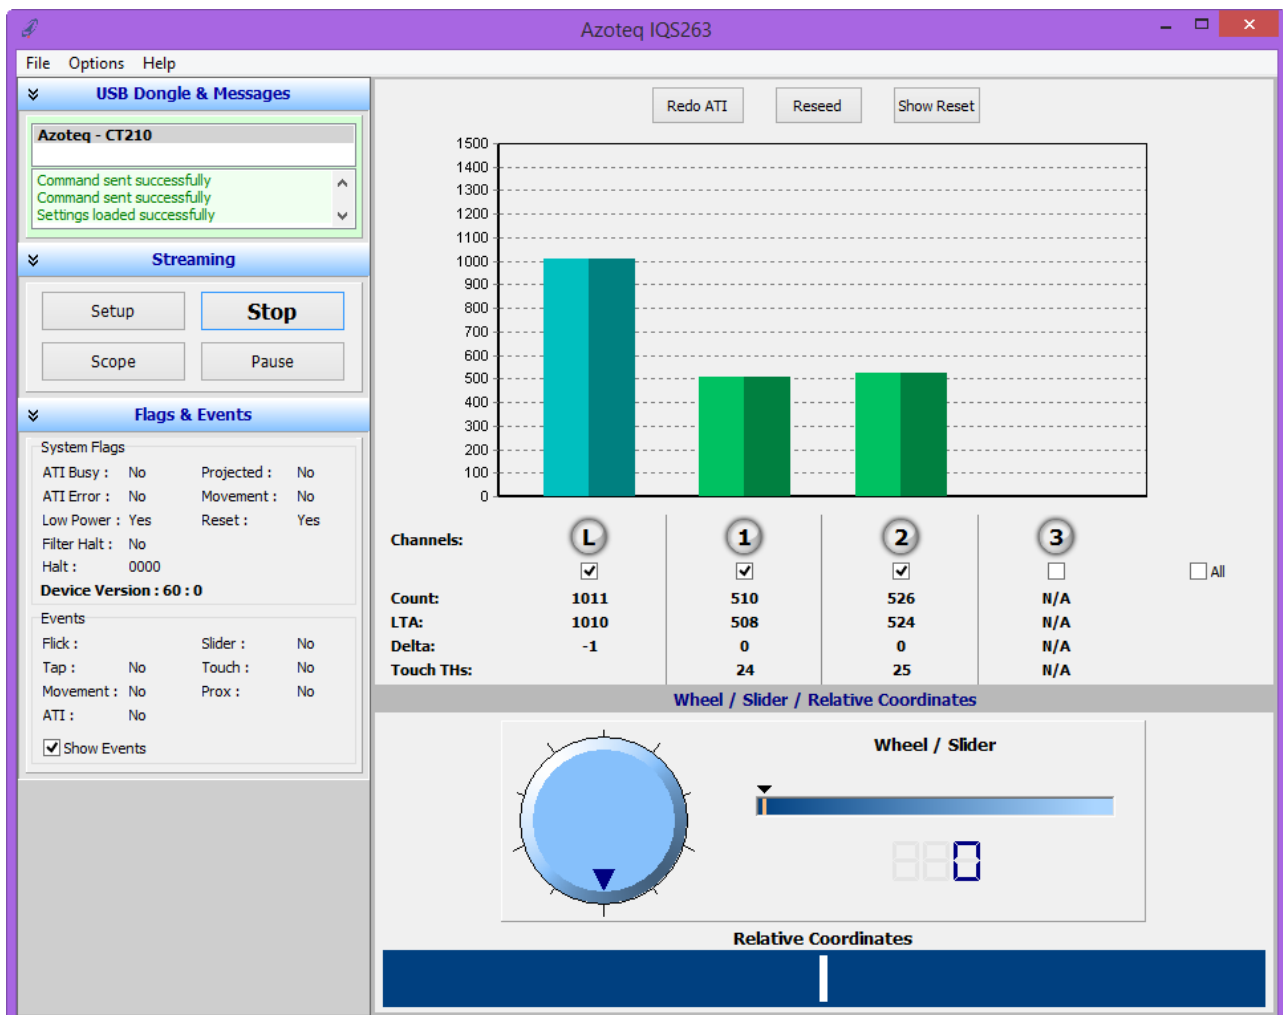 Azoteq IQS263
File Options Help
USB Dongle & Messages
Azoteq - CT210
Command sent successfully
Command sent successfully
Settings loaded successfully
Streaming
Setup Stop
Scope Pause
Flags & Events
System Flags
ATI Busy : No Projected : No
ATI Error : No Movement : No
Low Power : Yes Reset : Yes
Filter Halt : No
Halt : 0000
Device Version : 60 : 0
Events
Flick : Slider : No
Tap : No Touch : No
Movement : No Prox : No
ATI : No
Show Events
Redo ATI Reseed Show Reset
1500
1400
1300
1200
1100
1000
900
800
700
600
500
400
300
200
100
0
Channels: L 1 2 3
All
Count: 1011 510 526 N/A
LTA: 1010 508 524 N/A
Delta: -1 0 0 N/A
Touch THs: 24 25 N/A
Wheel / Slider / Relative Coordinates
Wheel / Slider
0
Relative Coordinates